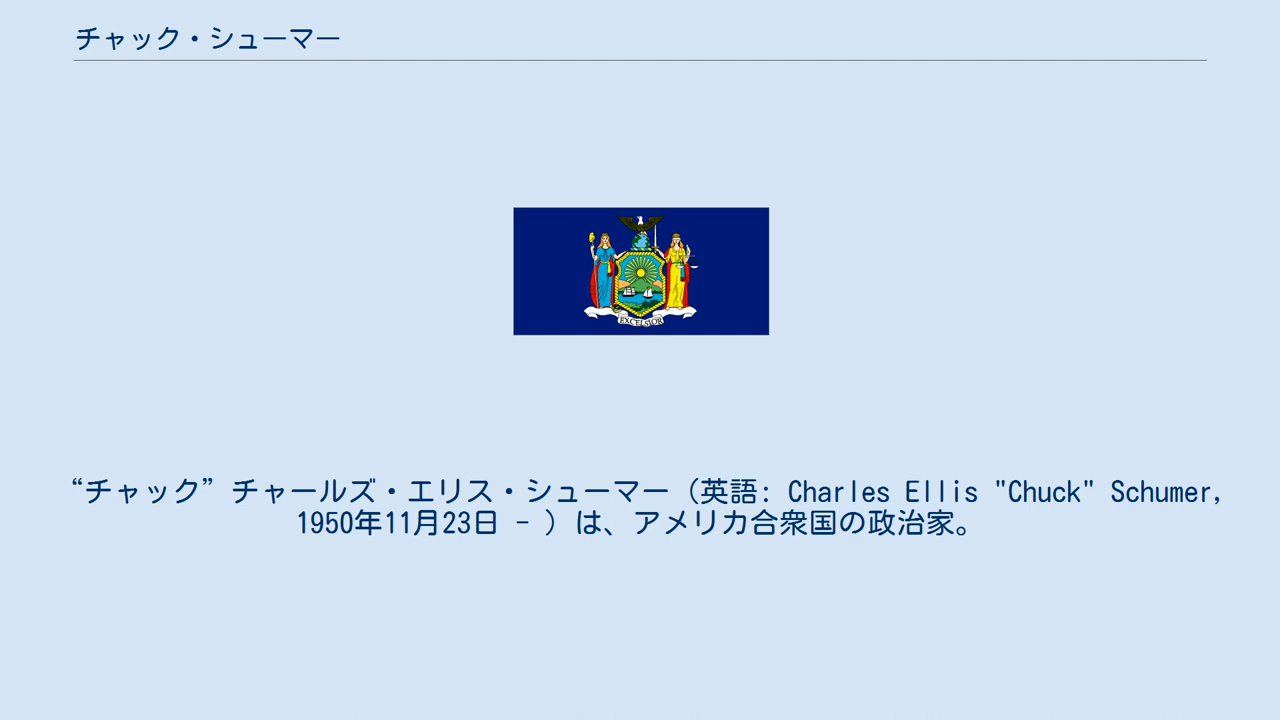 チャック・シューマー
EXCELSIOR
“チャック”チャールズ・エリス・シューマー（英語: Charles Ellis "Chuck" Schumer,
1950年11月23日 - ）は、アメリカ合衆国の政治家。